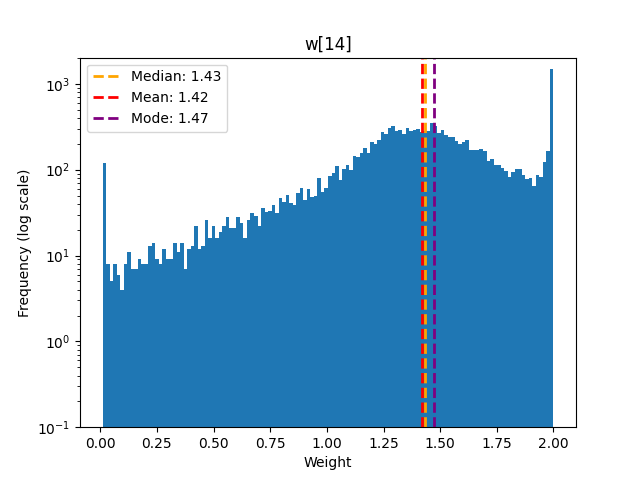 w[14]
Median: 1.43
Mean: 1.42
Mode: 1.47
10³
10²
10¹
10⁰
10⁻¹
Frequency (log scale)
0.00 0.25 0.50 0.75 1.00 1.25 1.50 1.75 2.00
Weight